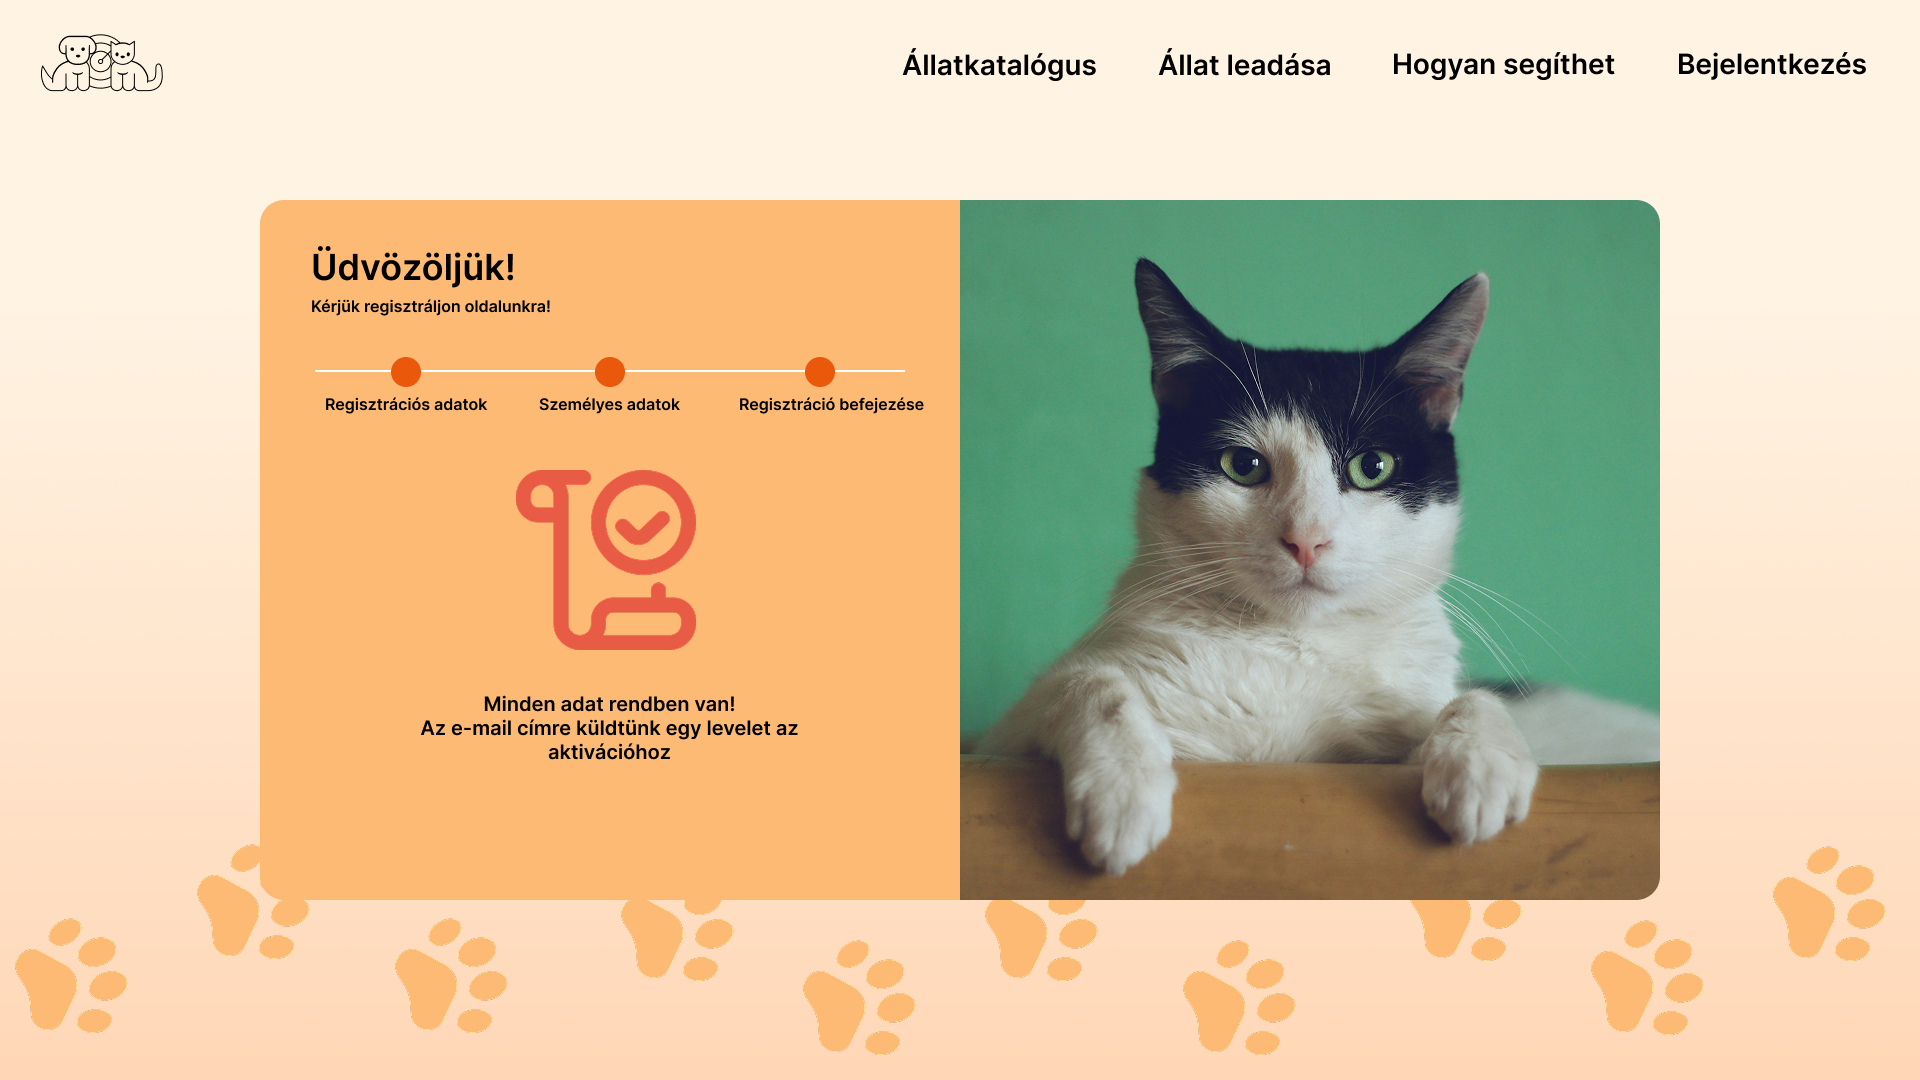 Állatkatalógus
Állat leadása
Hogyan segíthet
Bejelentkezés
Üdvözöljük!
Kérjük regisztráljon oldalunkra!
Regisztrációs adatok
Személyes adatok
Regisztráció befejezése
Minden adat rendben van!
Az e-mail címre küldtünk egy levelet az
aktivációhoz